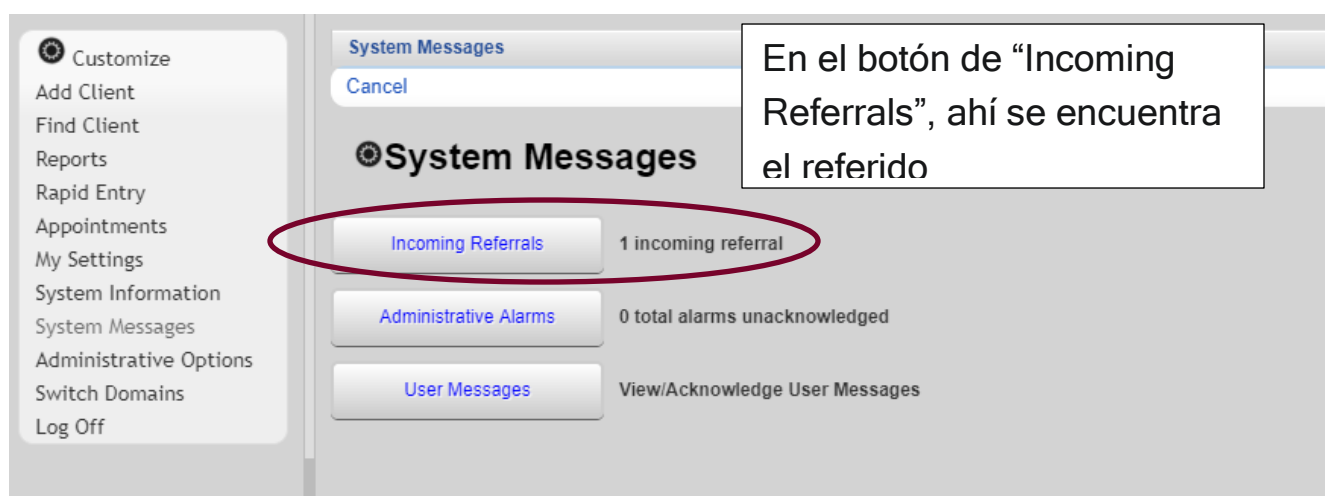 Customize
Add Client
Find Client
Reports
Rapid Entry
Appointments
My Settings
System Information
System Messages
Administrative Options
Switch Domains
Log Off
System Messages
Cancel
System Messages
Incoming Referrals 1 incoming referral
Administrative Alarms 0 total alarms unacknowledged
User Messages View/Acknowledge User Messages
En el botón de “Incoming
Referrals”, ahí se encuentra
el referido